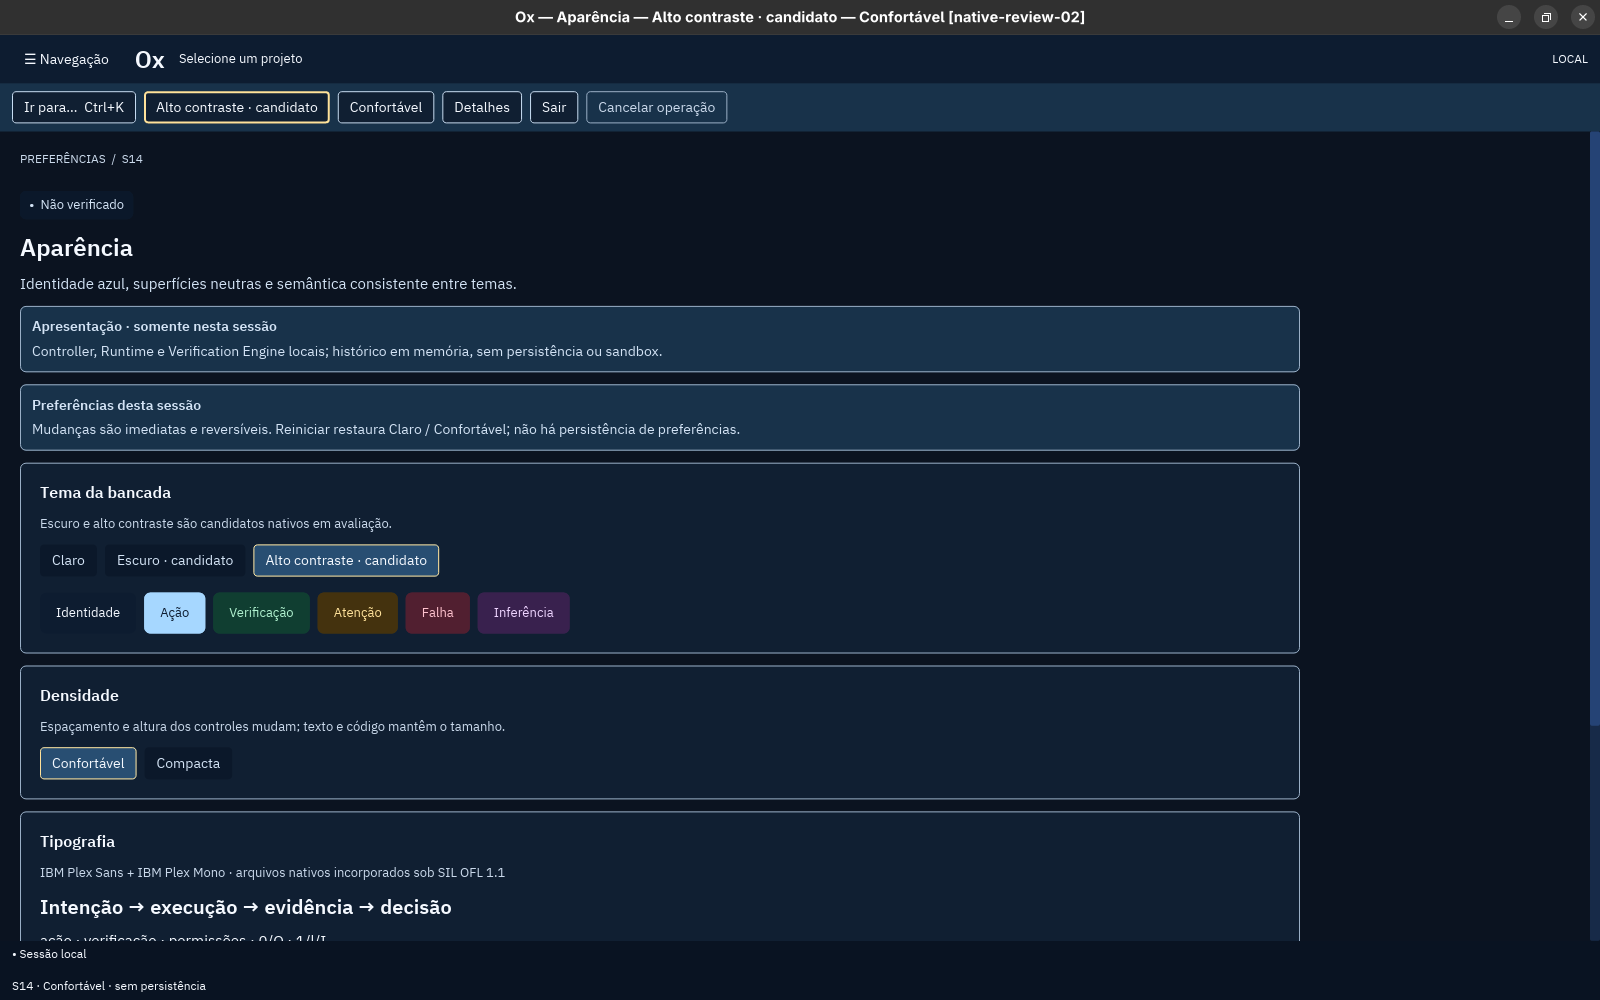 Ox — Aparência — Alto contraste · candidato — Confortável [native-review-02]
☰ Navegação Ox Selecione um projeto LOCAL
Ir para... Ctrl+K Alto contraste · candidato Confortável Detalhes Sair Cancelar operação
PREFERÊNCIAS / S14
• Não verificado
Aparência
Identidade azul, superfícies neutras e semântica consistente entre temas.
Apresentação · somente nesta sessão
Controller, Runtime e Verification Engine locais; histórico em memória, sem persistência ou sandbox.
Preferências desta sessão
Mudanças são imediatas e reversíveis. Reiniciar restaura Claro / Confortável; não há persistência de preferências.
Tema da bancada
Escuro e alto contraste são candidatos nativos em avaliação.
Claro Escuro · candidato Alto contraste · candidato
Identidade Ação Verificação Atenção Falha Inferência
Densidade
Espaçamento e altura dos controles mudam; texto e código mantêm o tamanho.
Confortável Compacta
Tipografia
IBM Plex Sans + IBM Plex Mono · arquivos nativos incorporados sob SIL OFL 1.1
Intenção → execução → evidência → decisão
ação · verificação · permissões · 0/O · 1/l/I
• Sessão local
S14 · Confortável · sem persistência